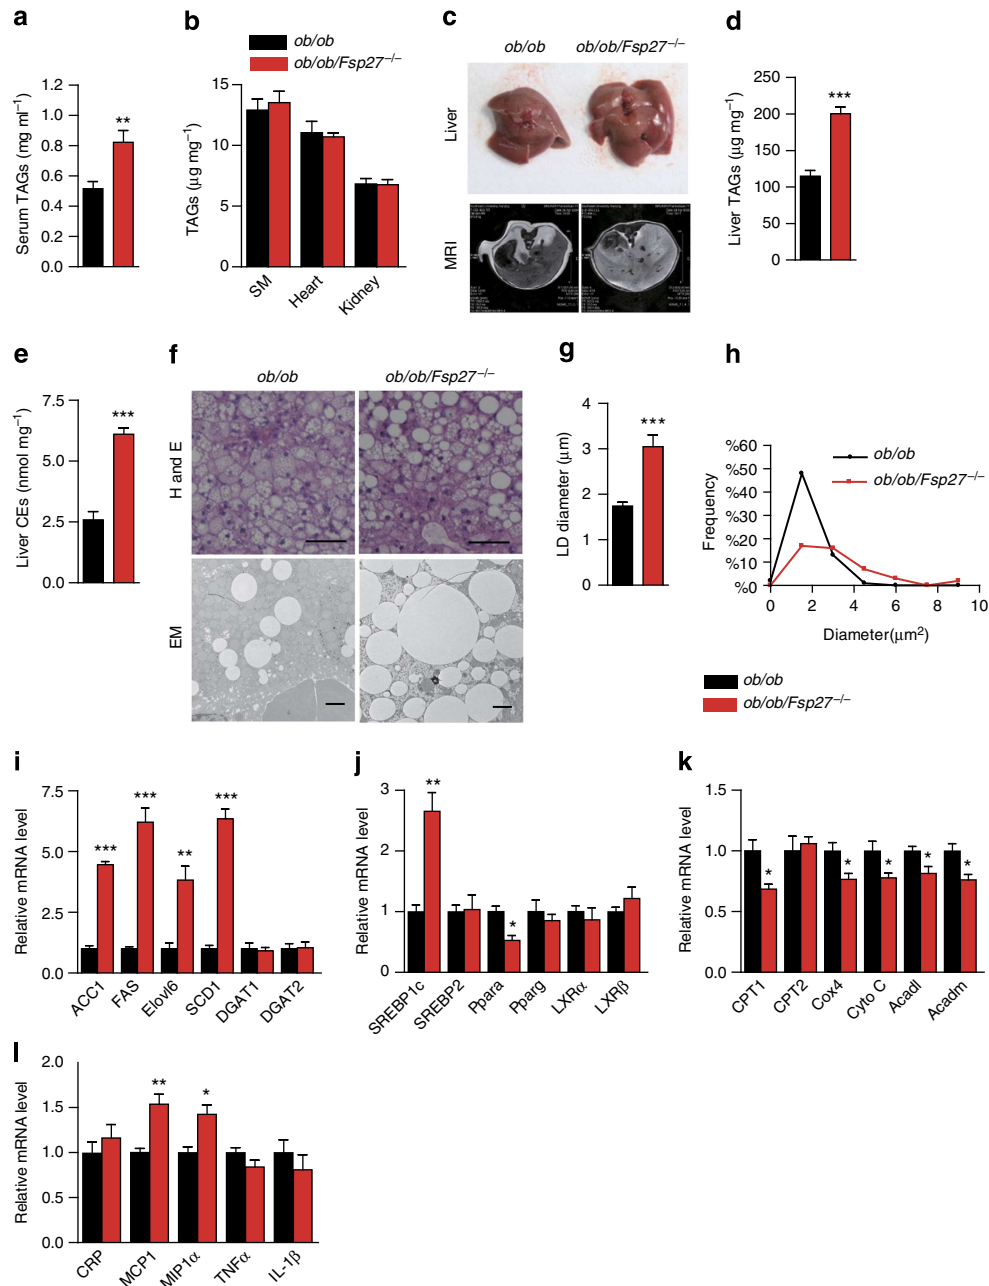 a
Serum TAGs (mg ml⁻¹)
1.2
1.0
0.8
0.6
0.4
0.2
0.0
**
b
ob/ob
ob/ob/Fsp27⁻/⁻
TAGs (µg mg⁻¹)
15
10
5
0
SM
Heart
Kidney
c
ob/ob
ob/ob/Fsp27⁻/⁻
Liver
MRI
d
Liver TAGs (µg mg⁻¹)
250
200
150
100
50
0
***
e
Liver CEs (nmol mg⁻¹)
7.5
5.0
2.5
0.0
***
f
ob/ob
ob/ob/Fsp27⁻/⁻
H and E
EM
g
LD diameter (µm)
4
3
2
1
0
***
h
Frequency
%60
%50
%40
%30
%20
%10
%0
0
2
4
6
8
10
Diameter(µm²)
ob/ob
ob/ob/Fsp27⁻/⁻
ob/ob
ob/ob/Fsp27⁻/⁻
i
Relative mRNA level
7.5
5.0
2.5
0.0
***
***
**
***
ACC1
FAS
Elovl6
SCD1
DGAT1
DGAT2
j
Relative mRNA level
3
2
1
0
**
*
SREBP1c
SREBP2
Ppara
Pparg
LXRα
LXRβ
k
Relative mRNA level
1.5
1.0
0.5
0.0
*
*
*
*
*
CPT1
CPT2
Cox4
Cyto C
Acadl
Acadm
l
Relative mRNA level
2.0
1.5
1.0
0.5
0.0
**
*
CRP
MCP1
MIP1α
TNFα
IL-1β